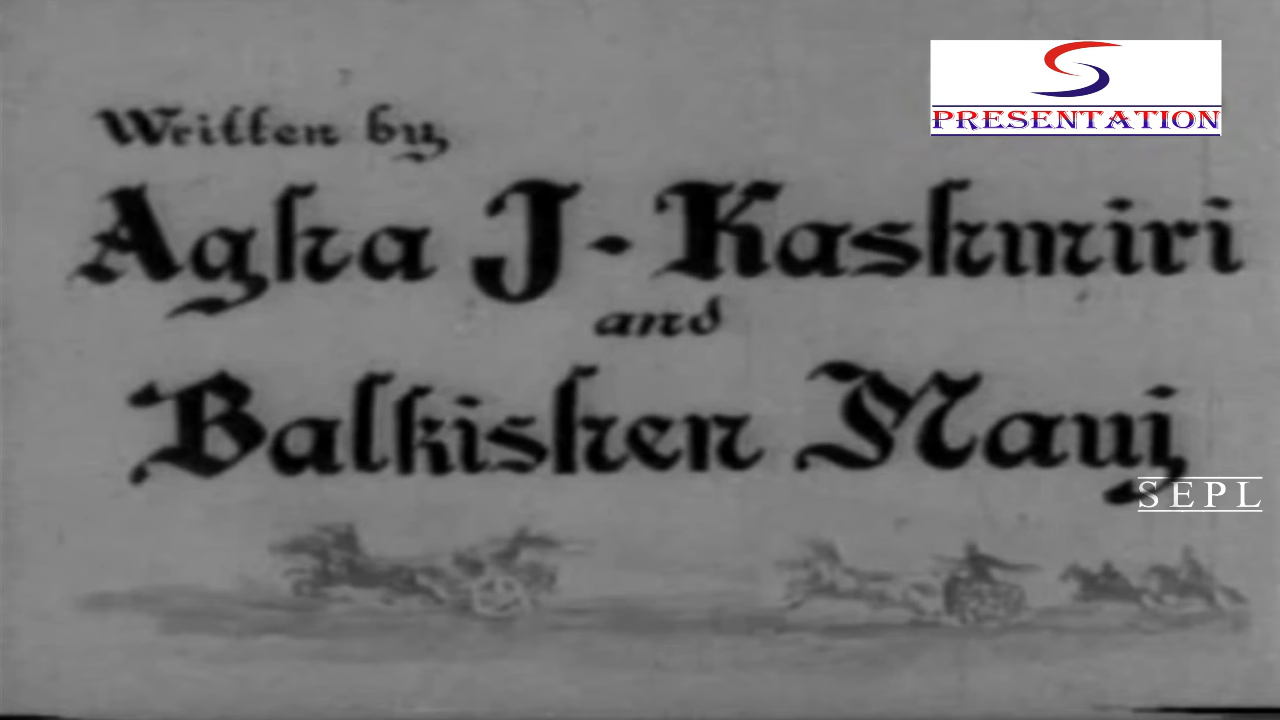 PRESENTATION
Written by
Agha J. Kashmiri
and
Balkishen Mauj
SEPL